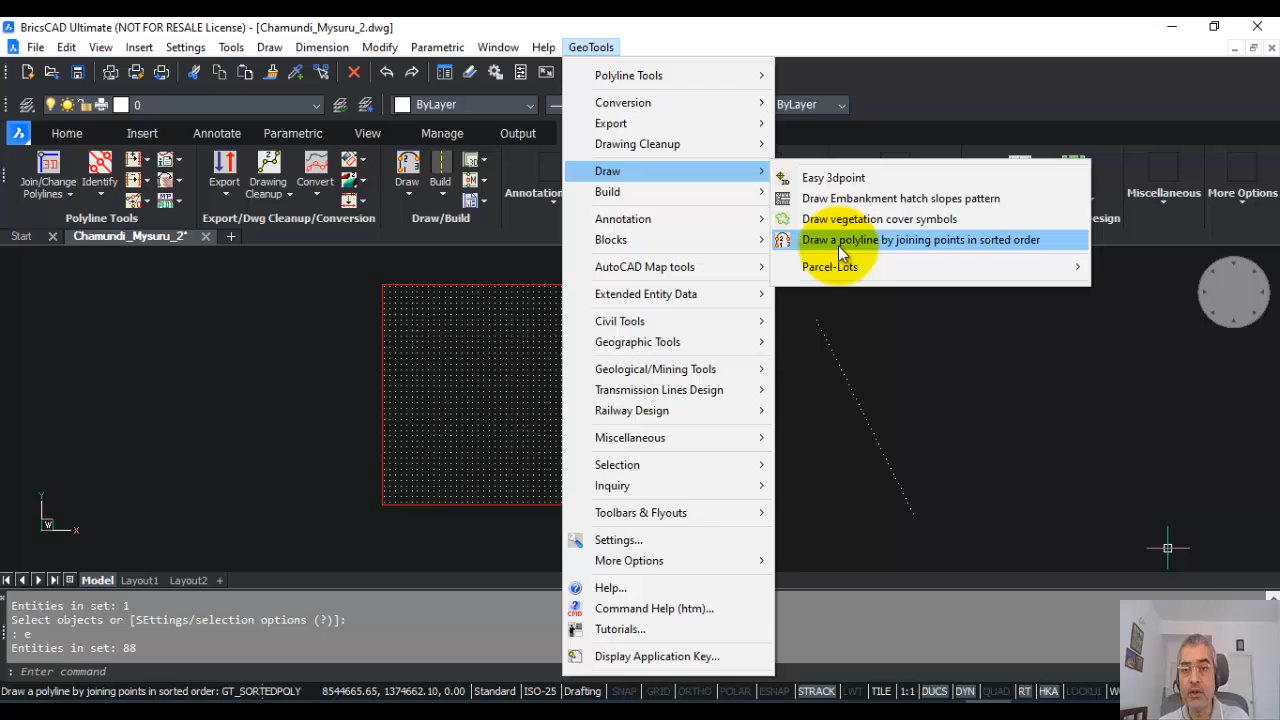 BricsCAD Ultimate (NOT FOR RESALE License) - [Chamundi_Mysuru_2.dwg]
File Edit View Insert Settings Tools Draw Dimension Modify Parametric Window Help GeoTools
0 ByLayer ByLayer
Home Insert Annotate Parametric View Manage Output
Join/Change Polylines Identify Export Drawing Cleanup Convert Draw Build Annotation Miscellaneous More Options
Polyline Tools Export/Dwg Cleanup/Conversion Draw/Build
Start Chamundi_Mysuru_2*
Polyline Tools
Conversion
Export
Drawing Cleanup
Draw
Build
Annotation
Blocks
AutoCAD Map tools
Extended Entity Data
Civil Tools
Geographic Tools
Geological/Mining Tools
Transmission Lines Design
Railway Design
Miscellaneous
Selection
Inquiry
Toolbars & Flyouts
Settings...
More Options
Help...
Command Help (htm)...
Tutorials...
Display Application Key...
Easy 3dpoint
Draw Embankment hatch slopes pattern
Draw vegetation cover symbols
Draw a polyline by joining points in sorted order
Parcel-Lots
Y
W X
Model Layout1 Layout2
Entities in set: 1
Select objects or [SEttings/selection options (?)]:
: e
Entities in set: 88
: Enter command
Draw a polyline by joining points in sorted order: GT_SORTEDPOLY 8544665.65, 1374662.10, 0.00 Standard ISO-25 Drafting SNAP GRID ORTHO POLAR ESNAP STRACK LWT TILE 1:1 DUCS DYN QUAD RT HKA LOCKUI